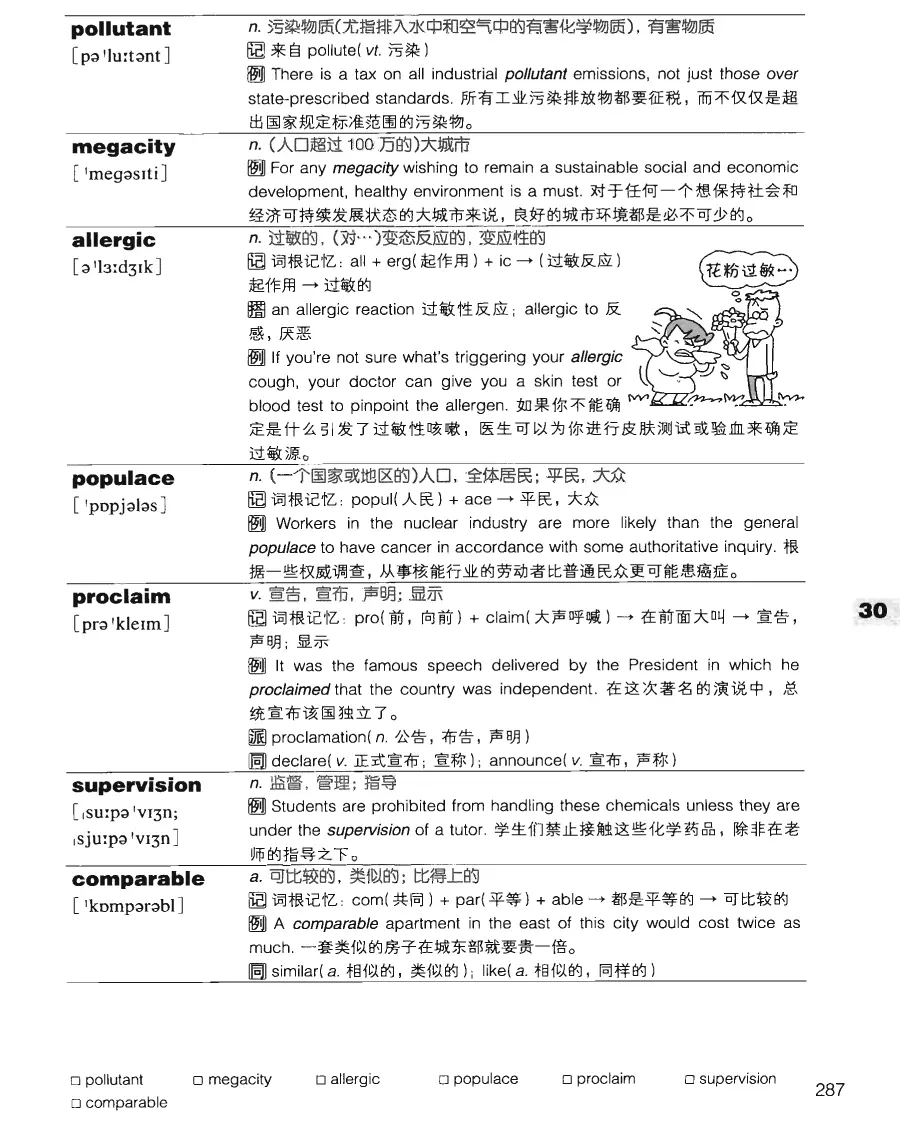 pollutant n. 污染物质(尤指排入水中和空气中的有害化学物质), 有害物质
[pə'luːtənt] 记 来自 pollute( vt. 污染 )
例 There is a tax on all industrial pollutant emissions, not just those over
state-prescribed standards. 所有工业污染排放物都要征税，而不仅仅是超
出国家规定标准范围的污染物。
megacity n. (人口超过 100 万的)大城市
[ 'megəsɪti] 例 For any megacity wishing to remain a sustainable social and economic
development, healthy environment is a must. 对于任何一个想保持社会和
经济可持续发展状态的大城市来说，良好的城市环境都是必不可少的。
allergic n. 过敏的, (对…)变态反应的, 变应性的
[ə'lɜːdʒɪk] 记 词根记忆: all + erg( 起作用 ) + ic → ( 过敏反应 )
起作用 → 过敏的
搭 an allergic reaction 过敏性反应; allergic to 反
感，厌恶
例 If you're not sure what's triggering your allergic
cough, your doctor can give you a skin test or
blood test to pinpoint the allergen. 如果你不能确
定是什么引发了过敏性咳嗽，医生可以为你进行皮肤测试或验血来确定
过敏源。
花粉过敏…
populace n. (一个国家或地区的)人口, 全体居民; 平民, 大众
[ 'pɒpjələs] 记 词根记忆: popul( 人民 ) + ace → 平民，大众
例 Workers in the nuclear industry are more likely than the general
populace to have cancer in accordance with some authoritative inquiry. 根
据一些权威调查，从事核能行业的劳动者比普通民众更可能患癌症。
proclaim v. 宣告, 宣布, 声明; 显示
[prə'kleɪm] 记 词根记忆: pro( 前，向前 ) + claim( 大声呼喊 ) → 在前面大叫 → 宣告，
声明; 显示
例 It was the famous speech delivered by the President in which he
proclaimed that the country was independent. 在这次著名的演说中，总
统宣布该国独立了。
派 proclamation( n. 公告，布告，声明 )
同 declare( v. 正式宣布; 宣称 ); announce( v. 宣布，声称 )
30
supervision n. 监督, 管理; 指导
[ˌsuːpə'vɪʒn; 例 Students are prohibited from handling these chemicals unless they are
ˌsjuːpə'vɪʒn] under the supervision of a tutor. 学生们禁止接触这些化学药品，除非在老
师的指导之下。
comparable a. 可比较的, 类似的; 比得上的
[ 'kɒmpərəbl] 记 词根记忆: com( 共同 ) + par( 平等 ) + able → 都是平等的 → 可比较的
例 A comparable apartment in the east of this city would cost twice as
much. 一套类似的房子在城东部就要贵一倍。
同 similar( a. 相似的，类似的 ); like( a. 相似的，同样的 )
□ pollutant □ megacity □ allergic □ populace □ proclaim □ supervision
□ comparable
287